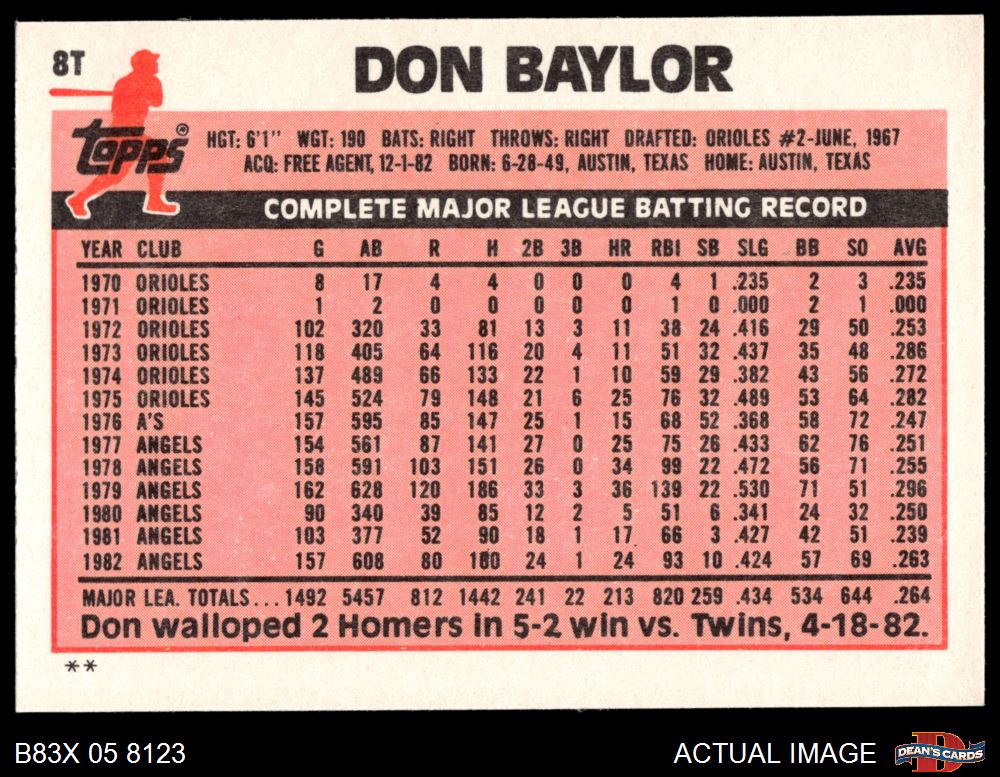 8T
DON BAYLOR
Topps®
HGT: 6'1" WGT: 190 BATS: RIGHT THROWS: RIGHT DRAFTED: ORIOLES #2-JUNE, 1967
ACQ: FREE AGENT, 12-1-82 BORN: 6-28-49, AUSTIN, TEXAS HOME: AUSTIN, TEXAS
COMPLETE MAJOR LEAGUE BATTING RECORD
YEAR CLUB G AB R H 2B 3B HR RBI SB SLG BB SO AVG
1970 ORIOLES 8 17 4 4 0 0 0 4 1 .235 2 3 .235
1971 ORIOLES 1 2 0 0 0 0 0 1 0 .000 2 1 .000
1972 ORIOLES 102 320 33 81 13 3 11 38 24 .416 29 50 .253
1973 ORIOLES 118 405 64 116 20 4 11 51 32 .437 35 48 .286
1974 ORIOLES 137 489 66 133 22 1 10 59 29 .382 43 56 .272
1975 ORIOLES 145 524 79 148 21 6 25 76 32 .489 53 64 .282
1976 A'S 157 595 85 147 25 1 15 68 52 .368 58 72 .247
1977 ANGELS 154 561 87 141 27 0 25 75 26 .433 62 76 .251
1978 ANGELS 158 591 103 151 26 0 34 99 22 .472 56 71 .255
1979 ANGELS 162 628 120 186 33 3 36 139 22 .530 71 51 .296
1980 ANGELS 90 340 39 85 12 2 5 51 6 .341 24 32 .250
1981 ANGELS 103 377 52 90 18 1 17 66 3 .427 42 51 .239
1982 ANGELS 157 608 80 160 24 1 24 93 10 .424 57 69 .263
MAJOR LEA. TOTALS... 1492 5457 812 1442 241 22 213 820 259 .434 534 644 .264
Don walloped 2 Homers in 5-2 win vs. Twins, 4-18-82.
**
B83X 05 8123 ACTUAL IMAGE DEAN'S CARDS